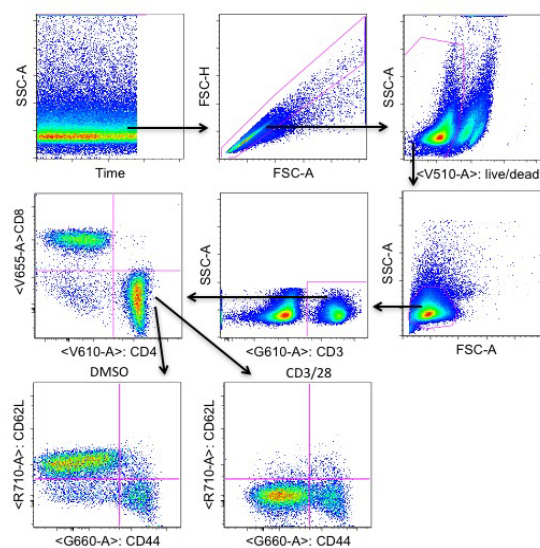 SSC-A
Time
FSC-H
FSC-A
SSC-A
<V510-A>: live/dead
<V655-A>CD8
<V610-A>: CD4
SSC-A
<G610-A>: CD3
SSC-A
FSC-A
DMSO
<R710-A>: CD62L
<G660-A>: CD44
CD3/28
<R710-A>: CD62L
<G660-A>: CD44